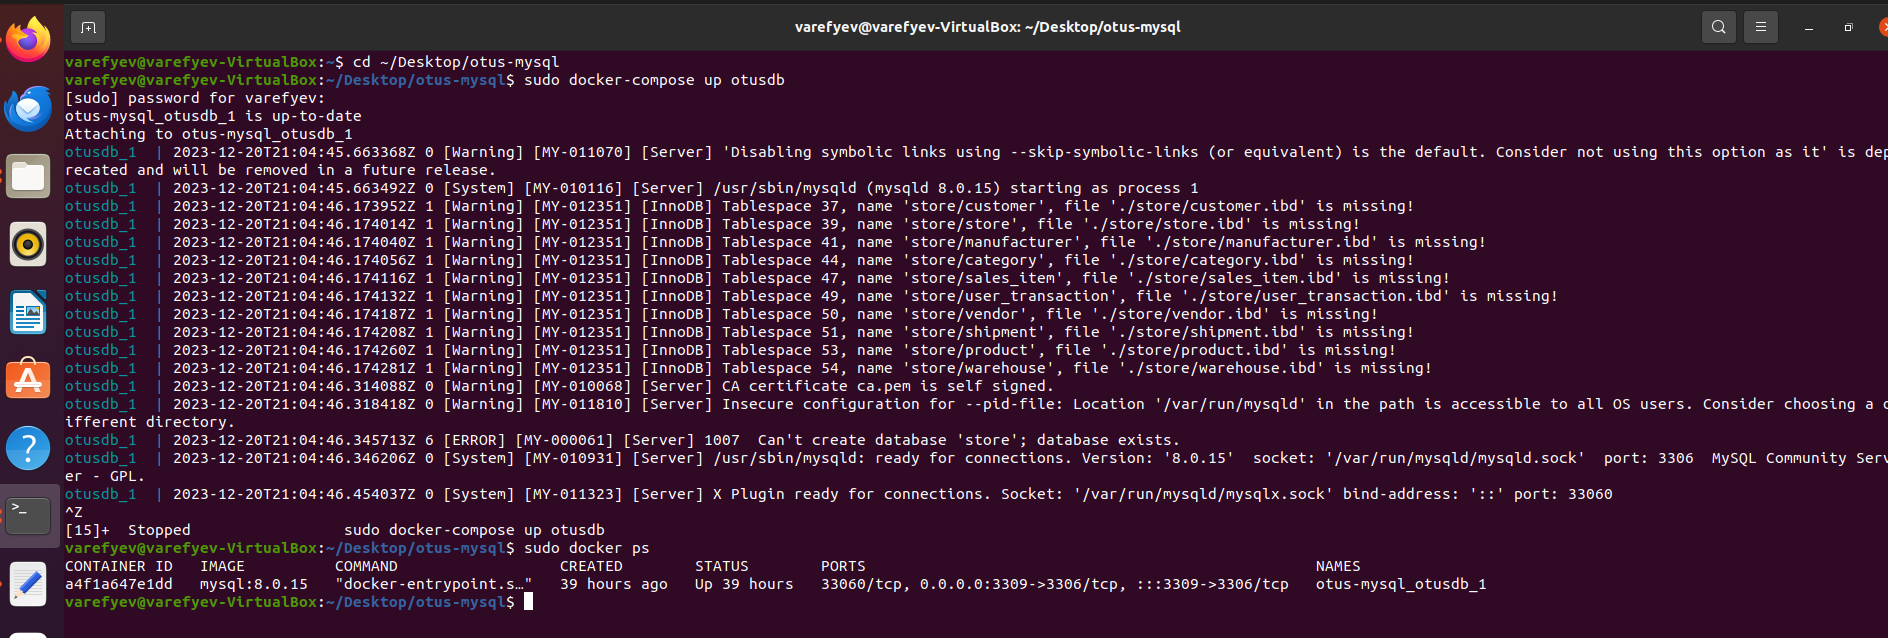 varefyev@varefyev-VirtualBox: ~/Desktop/otus-mysql
varefyev@varefyev-VirtualBox:~$ cd ~/Desktop/otus-mysql
varefyev@varefyev-VirtualBox:~/Desktop/otus-mysql$ sudo docker-compose up otusdb
[sudo] password for varefyev:
otus-mysql_otusdb_1 is up-to-date
Attaching to otus-mysql_otusdb_1
otusdb_1  | 2023-12-20T21:04:45.663368Z 0 [Warning] [MY-011070] [Server] 'Disabling symbolic links using --skip-symbolic-links (or equivalent) is the default. Consider not using this option as it' is dep
recated and will be removed in a future release.
otusdb_1  | 2023-12-20T21:04:45.663492Z 0 [System] [MY-010116] [Server] /usr/sbin/mysqld (mysqld 8.0.15) starting as process 1
otusdb_1  | 2023-12-20T21:04:46.173952Z 1 [Warning] [MY-012351] [InnoDB] Tablespace 37, name 'store/customer', file './store/customer.ibd' is missing!
otusdb_1  | 2023-12-20T21:04:46.174014Z 1 [Warning] [MY-012351] [InnoDB] Tablespace 39, name 'store/store', file './store/store.ibd' is missing!
otusdb_1  | 2023-12-20T21:04:46.174040Z 1 [Warning] [MY-012351] [InnoDB] Tablespace 41, name 'store/manufacturer', file './store/manufacturer.ibd' is missing!
otusdb_1  | 2023-12-20T21:04:46.174056Z 1 [Warning] [MY-012351] [InnoDB] Tablespace 44, name 'store/category', file './store/category.ibd' is missing!
otusdb_1  | 2023-12-20T21:04:46.174116Z 1 [Warning] [MY-012351] [InnoDB] Tablespace 47, name 'store/sales_item', file './store/sales_item.ibd' is missing!
otusdb_1  | 2023-12-20T21:04:46.174132Z 1 [Warning] [MY-012351] [InnoDB] Tablespace 49, name 'store/user_transaction', file './store/user_transaction.ibd' is missing!
otusdb_1  | 2023-12-20T21:04:46.174187Z 1 [Warning] [MY-012351] [InnoDB] Tablespace 50, name 'store/vendor', file './store/vendor.ibd' is missing!
otusdb_1  | 2023-12-20T21:04:46.174208Z 1 [Warning] [MY-012351] [InnoDB] Tablespace 51, name 'store/shipment', file './store/shipment.ibd' is missing!
otusdb_1  | 2023-12-20T21:04:46.174260Z 1 [Warning] [MY-012351] [InnoDB] Tablespace 53, name 'store/product', file './store/product.ibd' is missing!
otusdb_1  | 2023-12-20T21:04:46.174281Z 1 [Warning] [MY-012351] [InnoDB] Tablespace 54, name 'store/warehouse', file './store/warehouse.ibd' is missing!
otusdb_1  | 2023-12-20T21:04:46.314088Z 0 [Warning] [MY-010068] [Server] CA certificate ca.pem is self signed.
otusdb_1  | 2023-12-20T21:04:46.318418Z 0 [Warning] [MY-011810] [Server] Insecure configuration for --pid-file: Location '/var/run/mysqld' in the path is accessible to all OS users. Consider choosing a d
ifferent directory.
otusdb_1  | 2023-12-20T21:04:46.345713Z 6 [ERROR] [MY-000061] [Server] 1007  Can't create database 'store'; database exists.
otusdb_1  | 2023-12-20T21:04:46.346206Z 0 [System] [MY-010931] [Server] /usr/sbin/mysqld: ready for connections. Version: '8.0.15'  socket: '/var/run/mysqld/mysqld.sock'  port: 3306  MySQL Community Serv
er - GPL.
otusdb_1  | 2023-12-20T21:04:46.454037Z 0 [System] [MY-011323] [Server] X Plugin ready for connections. Socket: '/var/run/mysqld/mysqlx.sock' bind-address: '::' port: 33060
^Z
[15]+  Stopped                 sudo docker-compose up otusdb
varefyev@varefyev-VirtualBox:~/Desktop/otus-mysql$ sudo docker ps
CONTAINER ID   IMAGE          COMMAND                  CREATED        STATUS        PORTS                                                  NAMES
a4f1a647e1dd   mysql:8.0.15   "docker-entrypoint.s…"   39 hours ago   Up 39 hours   33060/tcp, 0.0.0.0:3309->3306/tcp, :::3309->3306/tcp   otus-mysql_otusdb_1
varefyev@varefyev-VirtualBox:~/Desktop/otus-mysql$